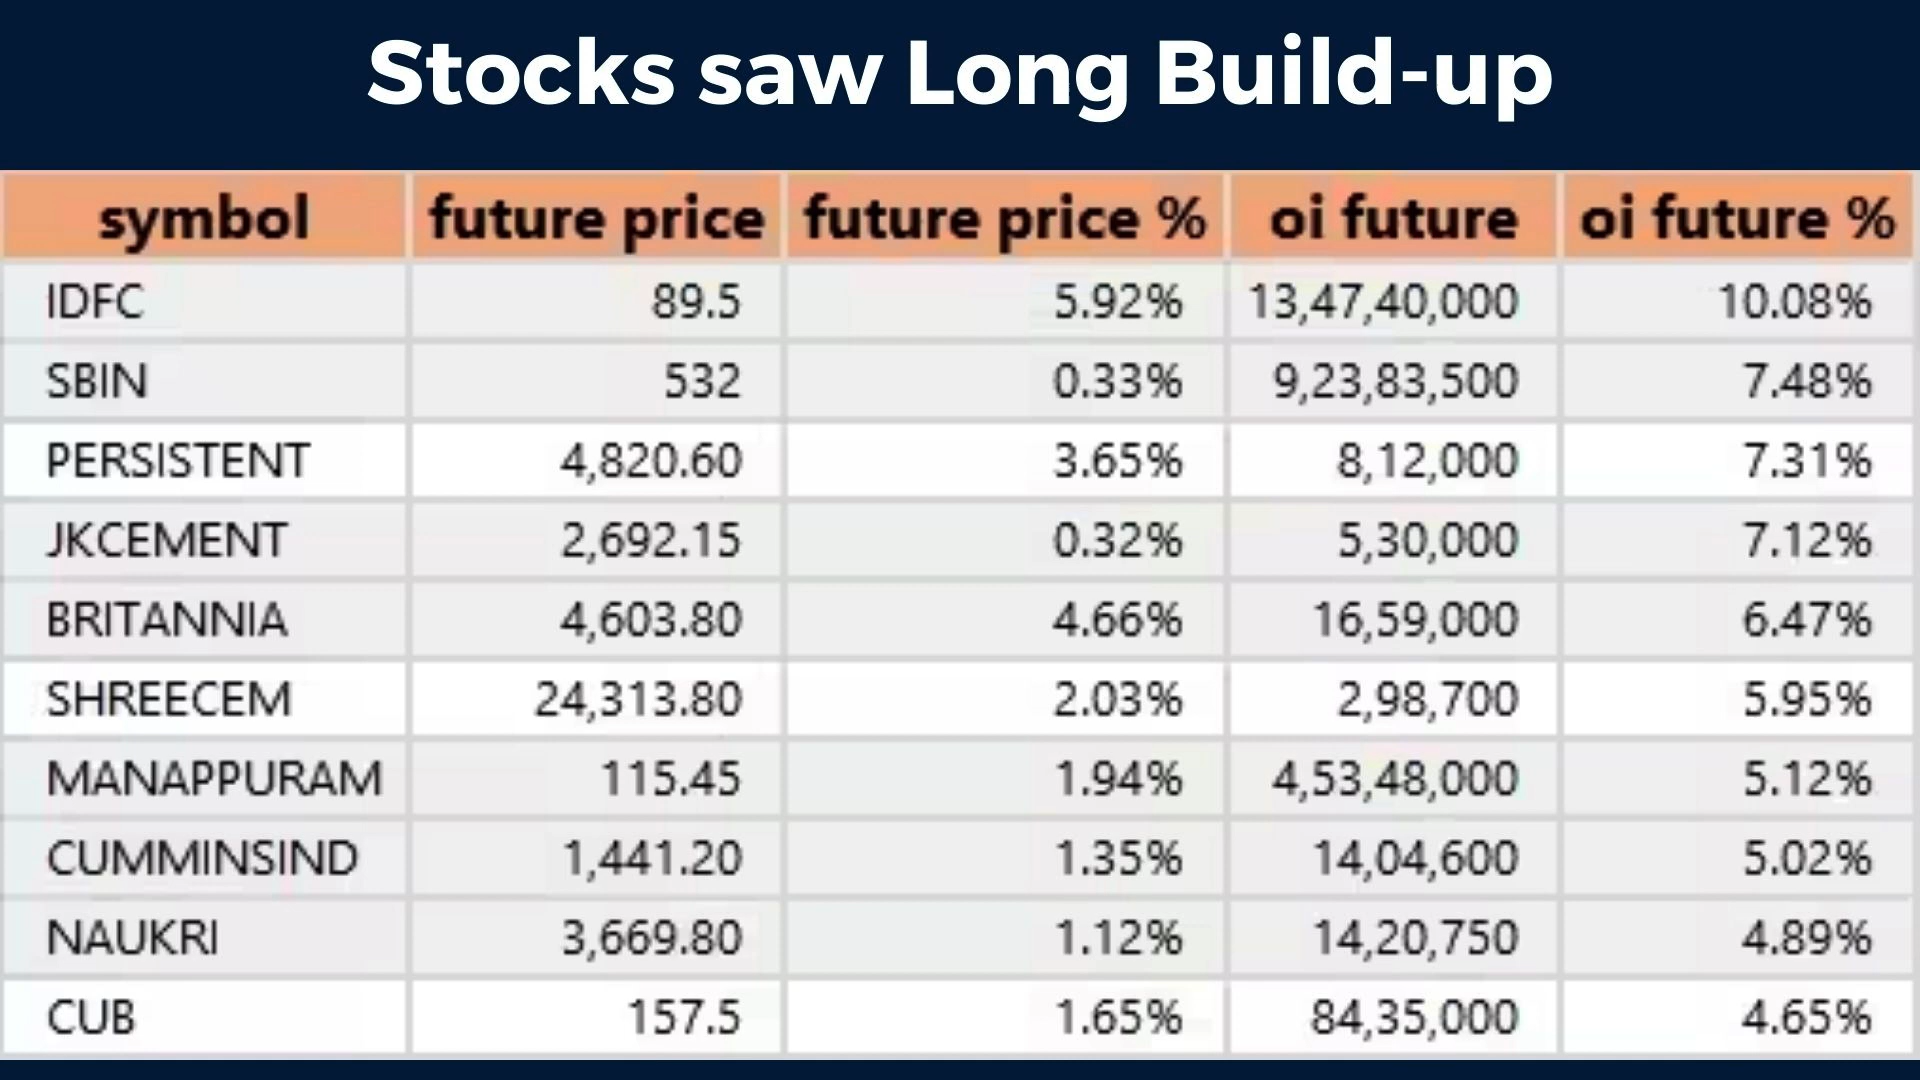 Stocks saw Long Build-up
symbol future price future price % oi future oi future %
IDFC 89.5 5.92% 13,47,40,000 10.08%
SBIN 532 0.33% 9,23,83,500 7.48%
PERSISTENT 4,820.60 3.65% 8,12,000 7.31%
JKCEMENT 2,692.15 0.32% 5,30,000 7.12%
BRITANNIA 4,603.80 4.66% 16,59,000 6.47%
SHREECEM 24,313.80 2.03% 2,98,700 5.95%
MANAPPURAM 115.45 1.94% 4,53,48,000 5.12%
CUMMINSIND 1,441.20 1.35% 14,04,600 5.02%
NAUKRI 3,669.80 1.12% 14,20,750 4.89%
CUB 157.5 1.65% 84,35,000 4.65%